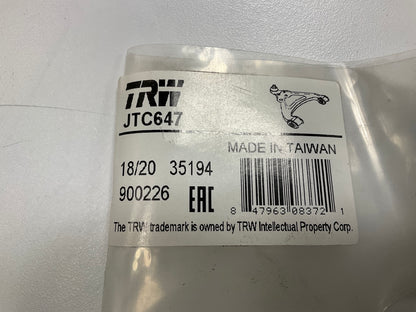 TRW
JTC647
MADE IN TAIWAN
18/20 35194
900226 EAC
8 47963 08372 1
The TRW trademark is owned by TRW Intellectual Property Corp.